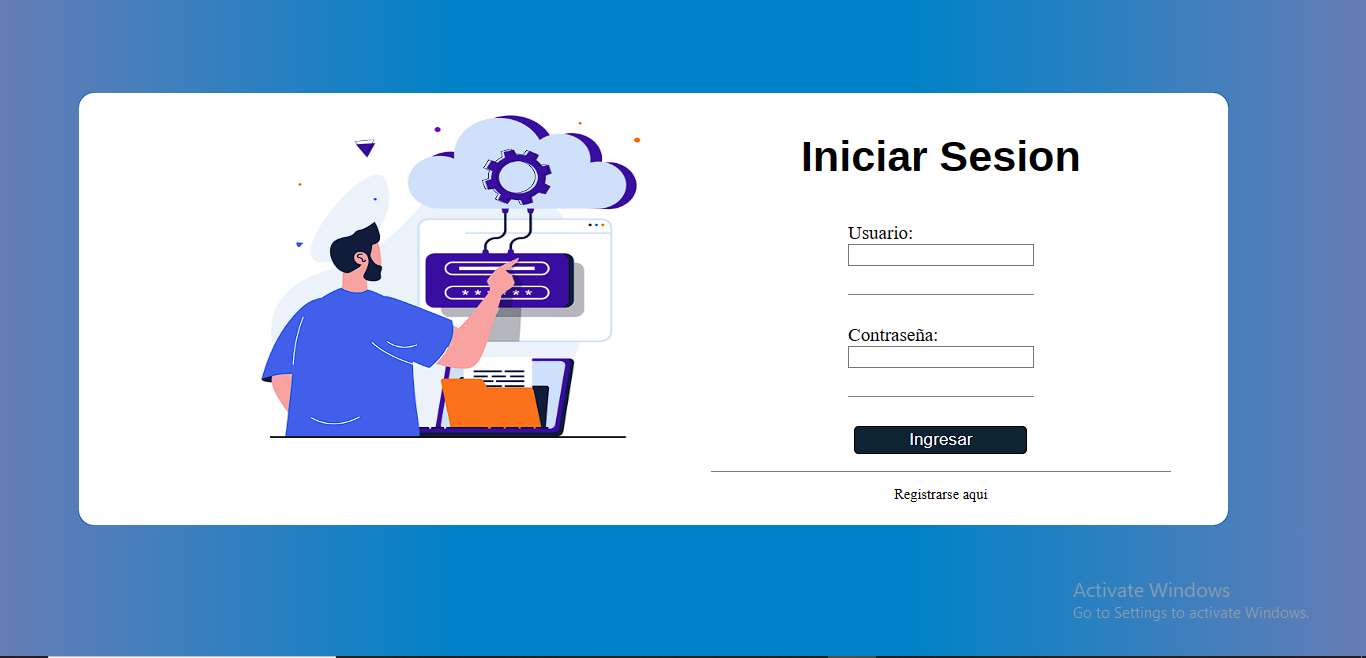 Iniciar Sesion
Usuario:
Contraseña:
Ingresar
Registrarse aqui
Activate Windows
Go to Settings to activate Windows.